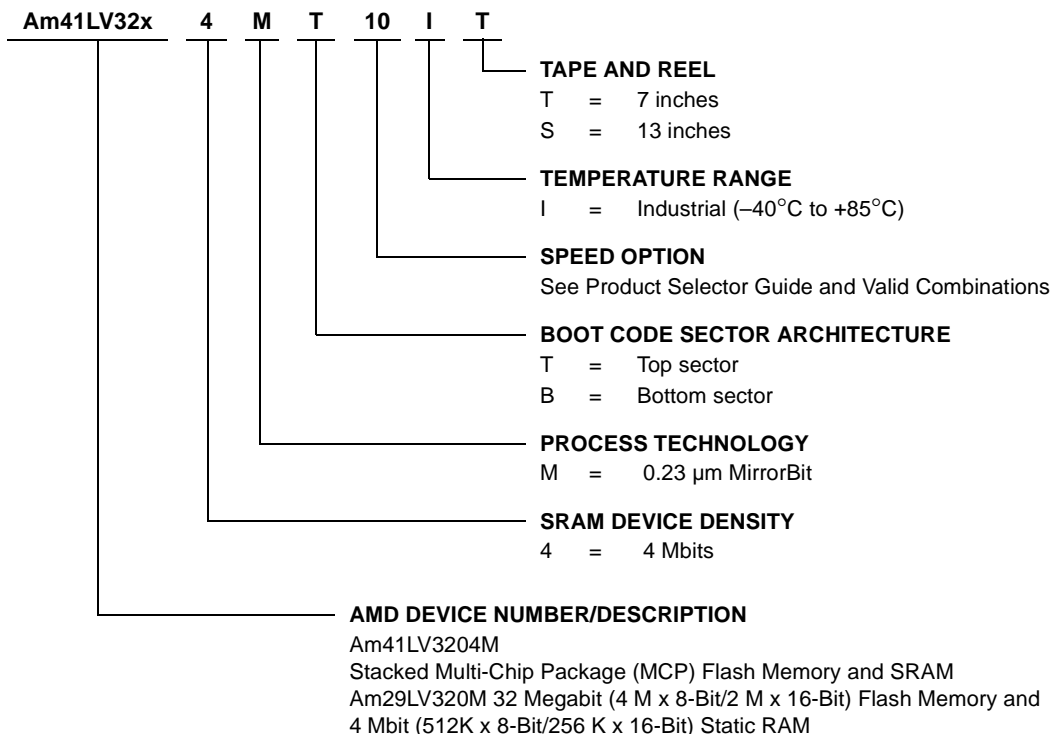 Am41LV32x 4 M T 10 I T
TAPE AND REEL
T = 7 inches
S = 13 inches
TEMPERATURE RANGE
I = Industrial (–40°C to +85°C)
SPEED OPTION
See Product Selector Guide and Valid Combinations
BOOT CODE SECTOR ARCHITECTURE
T = Top sector
B = Bottom sector
PROCESS TECHNOLOGY
M = 0.23 µm MirrorBit
SRAM DEVICE DENSITY
4 = 4 Mbits
AMD DEVICE NUMBER/DESCRIPTION
Am41LV3204M
Stacked Multi-Chip Package (MCP) Flash Memory and SRAM
Am29LV320M 32 Megabit (4 M x 8-Bit/2 M x 16-Bit) Flash Memory and
4 Mbit (512K x 8-Bit/256 K x 16-Bit) Static RAM